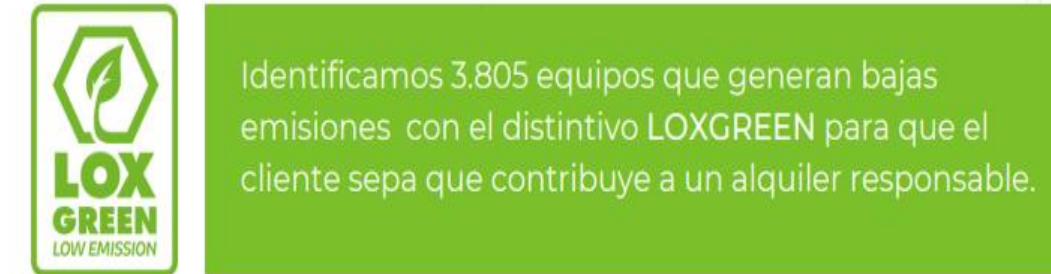 LOX
GREEN
LOW EMISSION
Identificamos 3.805 equipos que generan bajas
emisiones con el distintivo LOXGREEN para que el
cliente sepa que contribuye a un alquiler responsable.